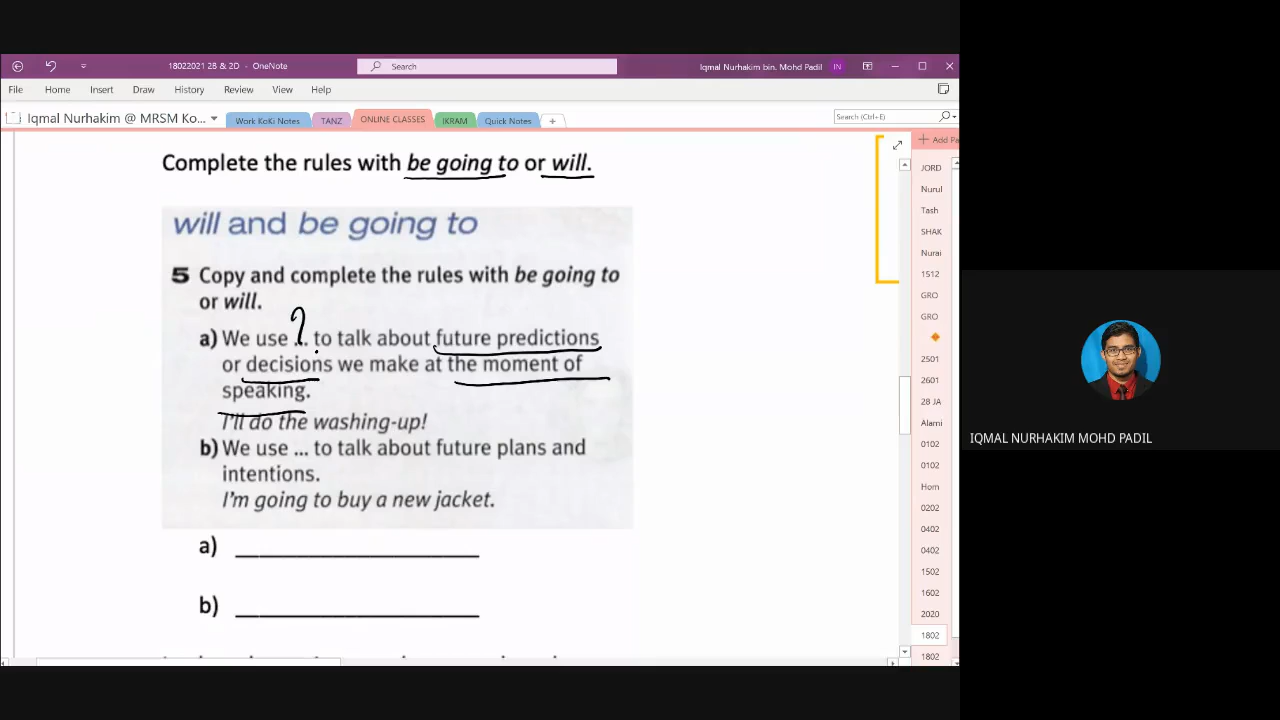 18022021 2B & 2D - OneNote
Search
Iqmal Nurhakim bin. Mohd Padil
IN
File Home Insert Draw History Review View Help
Iqmal Nurhakim @ MRSM Ko...
Work KoKi Notes
TANZ
ONLINE CLASSES
IKRAM
Quick Notes
Search (Ctrl+E)
Complete the rules with be going to or will.
will and be going to
5 Copy and complete the rules with be going to
or will.
?
a) We use ... to talk about future predictions
or decisions we make at the moment of
speaking.
I'll do the washing-up!
b) We use ... to talk about future plans and
intentions.
I'm going to buy a new jacket.
a)
b)
Add Pa
JORD
Nurul
Tash
SHAK
Nurai
1512
GRO
GRO
2501
2601
28 JA
Alami
0102
0102
Hom
0202
0402
0402
1502
1602
2020
1802
1802
IQMAL NURHAKIM MOHD PADIL